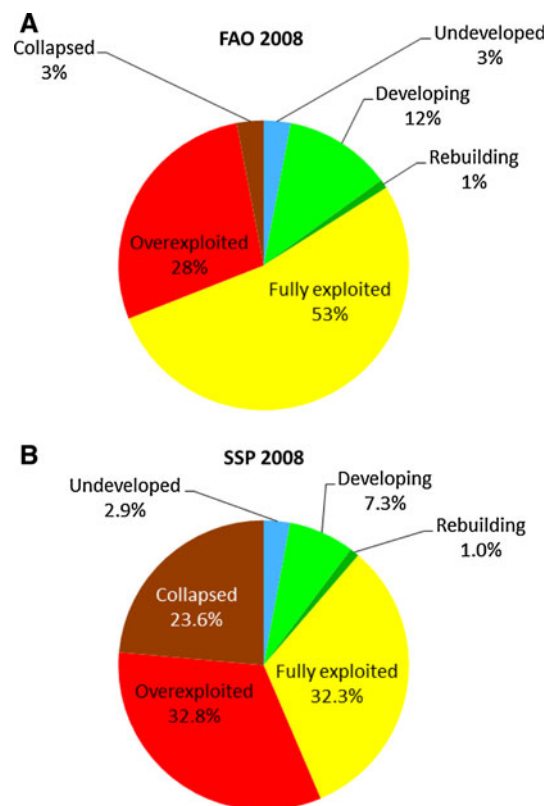 A
FAO 2008
Collapsed
3%
Undeveloped
3%
Developing
12%
Rebuilding
1%
Overexploited
28%
Fully exploited
53%
B
SSP 2008
Undeveloped
2.9%
Developing
7.3%
Rebuilding
1.0%
Collapsed
23.6%
Fully exploited
32.3%
Overexploited
32.8%